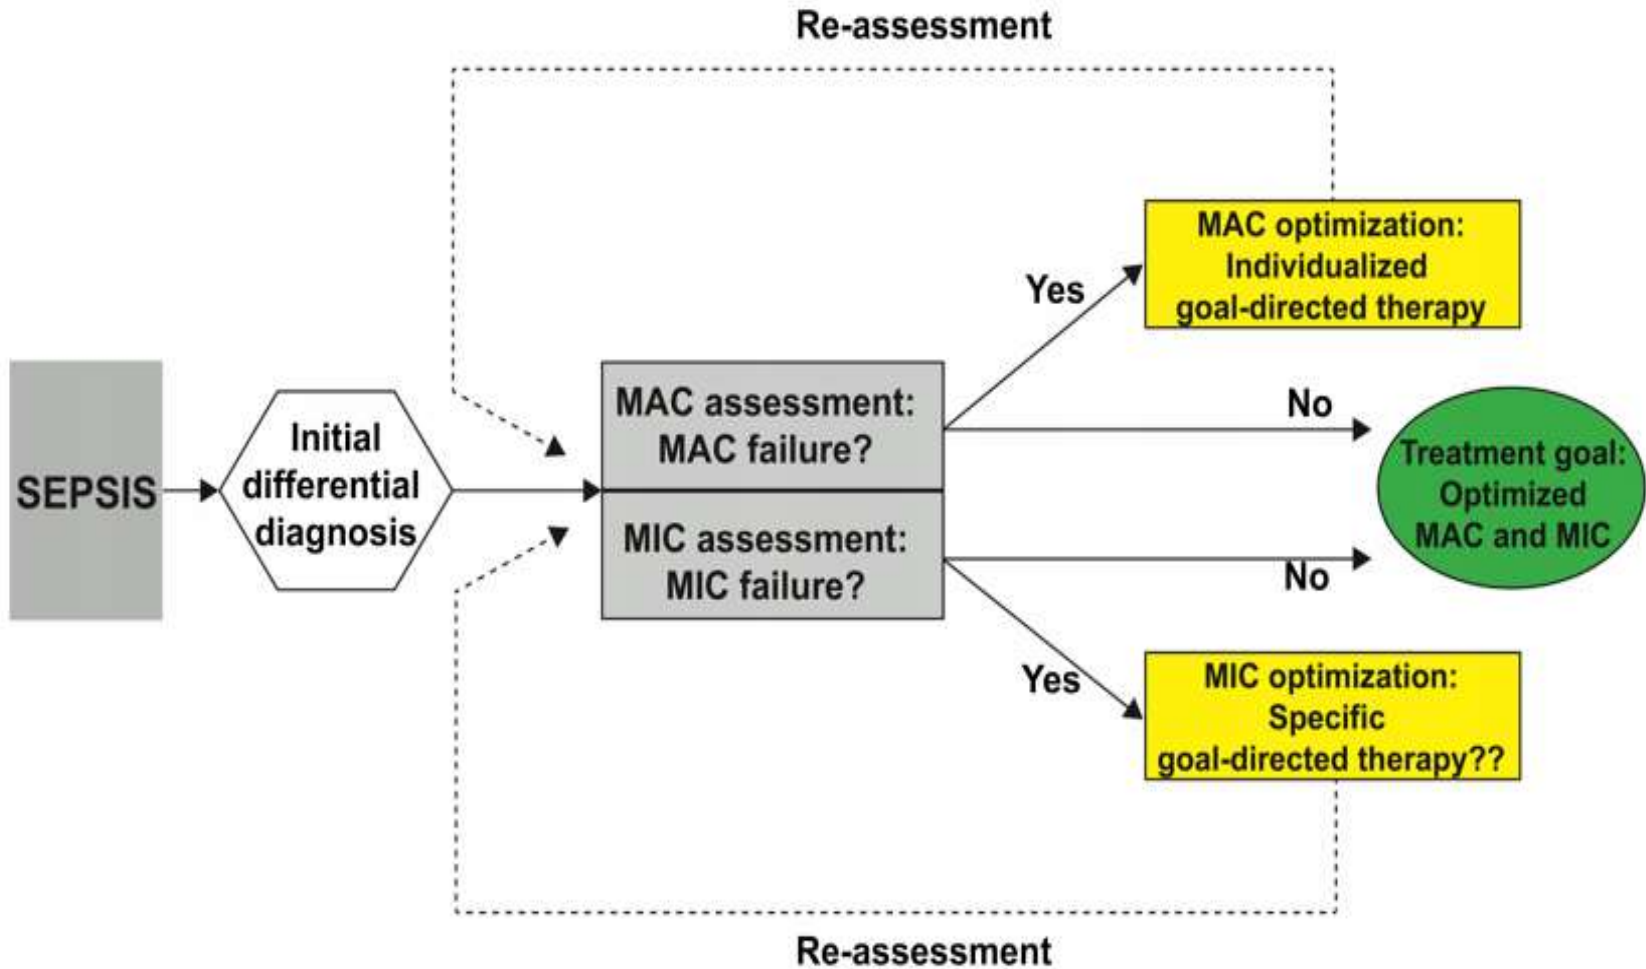 Re-assessment
SEPSIS
Initial
differential
diagnosis
MAC assessment:
MAC failure?
MIC assessment:
MIC failure?
Yes
MAC optimization:
Individualized
goal-directed therapy
No
Treatment goal:
Optimized
MAC and MIC
No
Yes
MIC optimization:
Specific
goal-directed therapy??
Re-assessment